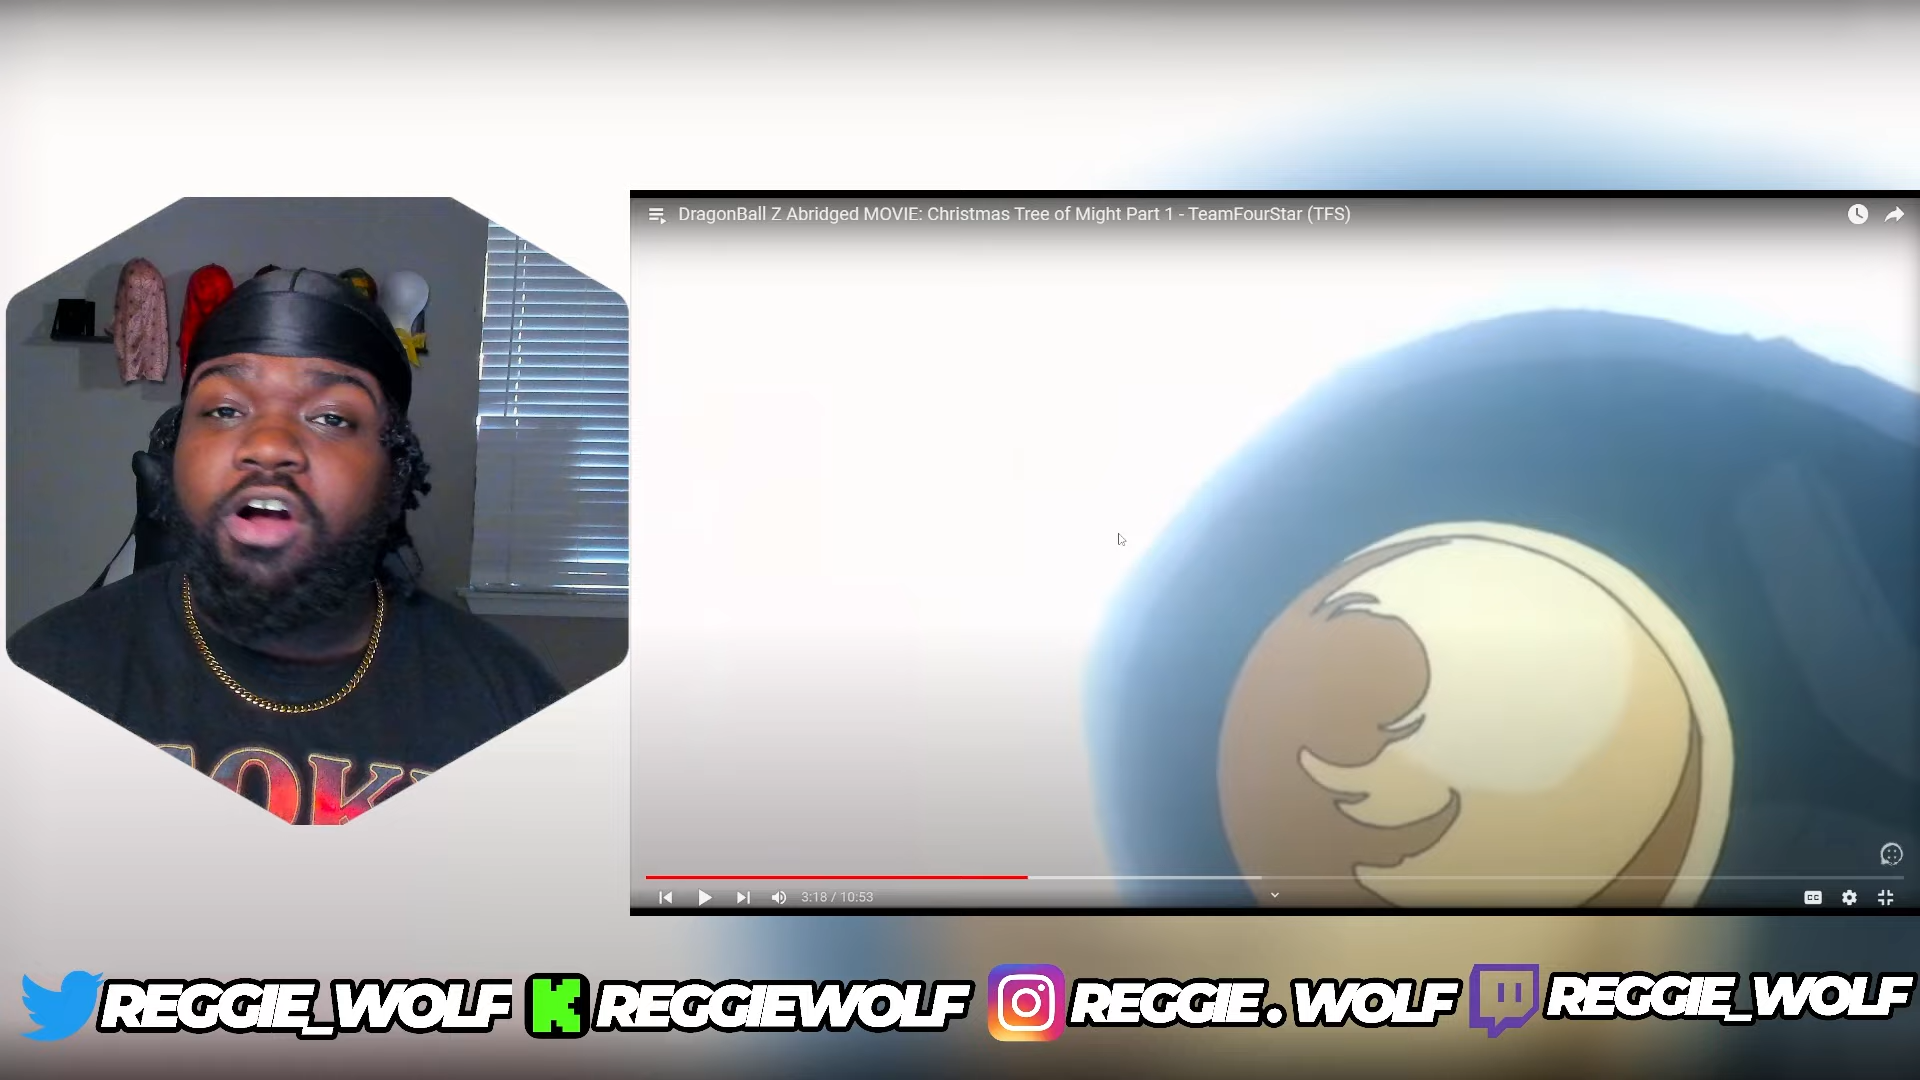 DragonBall Z Abridged MOVIE: Christmas Tree of Might Part 1 - TeamFourStar (TFS)
3:18 / 10:53
CC
REGGIE_WOLF
K REGGIEWOLF
REGGIE.WOLF
REGGIE_WOLF